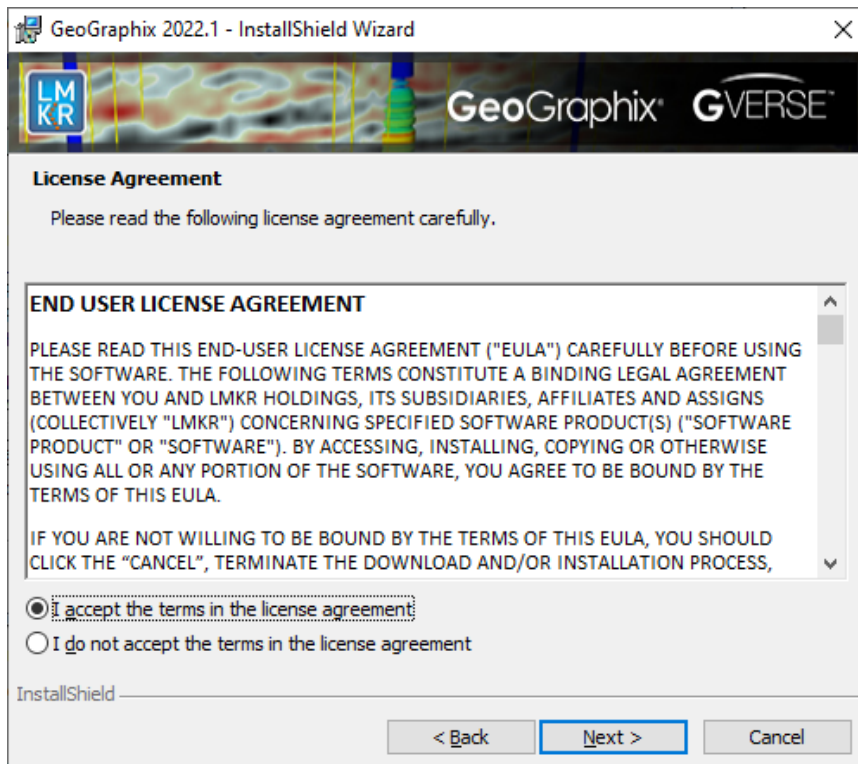 GeoGraphix 2022.1 - InstallShield Wizard
LM
KR
GeoGraphix® GVERSE™
License Agreement
Please read the following license agreement carefully.
END USER LICENSE AGREEMENT
PLEASE READ THIS END-USER LICENSE AGREEMENT ("EULA") CAREFULLY BEFORE USING
THE SOFTWARE. THE FOLLOWING TERMS CONSTITUTE A BINDING LEGAL AGREEMENT
BETWEEN YOU AND LMKR HOLDINGS, ITS SUBSIDIARIES, AFFILIATES AND ASSIGNS
(COLLECTIVELY "LMKR") CONCERNING SPECIFIED SOFTWARE PRODUCT(S) ("SOFTWARE
PRODUCT" OR "SOFTWARE"). BY ACCESSING, INSTALLING, COPYING OR OTHERWISE
USING ALL OR ANY PORTION OF THE SOFTWARE, YOU AGREE TO BE BOUND BY THE
TERMS OF THIS EULA.
IF YOU ARE NOT WILLING TO BE BOUND BY THE TERMS OF THIS EULA, YOU SHOULD
CLICK THE “CANCEL”, TERMINATE THE DOWNLOAD AND/OR INSTALLATION PROCESS,
I accept the terms in the license agreement
I do not accept the terms in the license agreement
InstallShield
< Back Next > Cancel